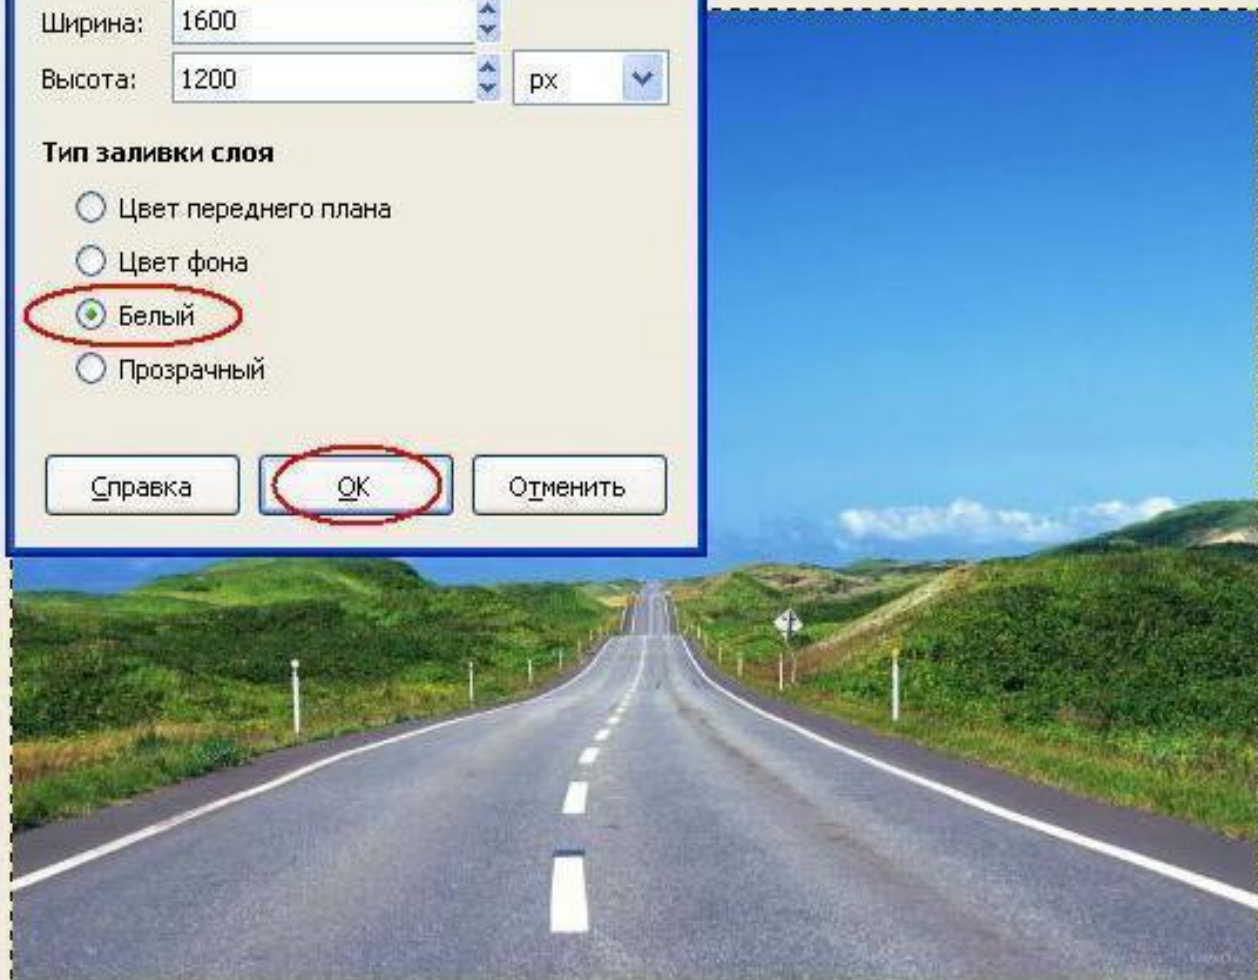 Ширина: 1600
Высота: 1200 px
Тип заливки слоя
Цвет переднего плана
Цвет фона
Белый
Прозрачный
Справка OK Отменить